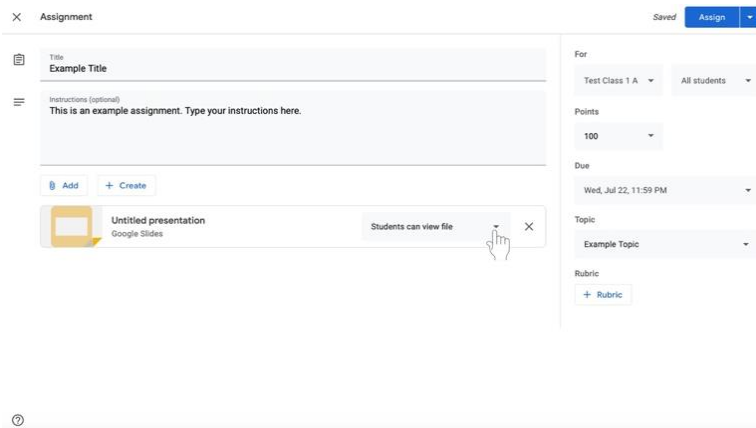 Assignment
Saved
Assign
Title
Example Title
Instructions (optional)
This is an example assignment. Type your instructions here.
Add
+ Create
Untitled presentation
Google Slides
Students can view file
For
Test Class 1 A
All students
Points
100
Due
Wed, Jul 22, 11:59 PM
Topic
Example Topic
Rubric
+ Rubric